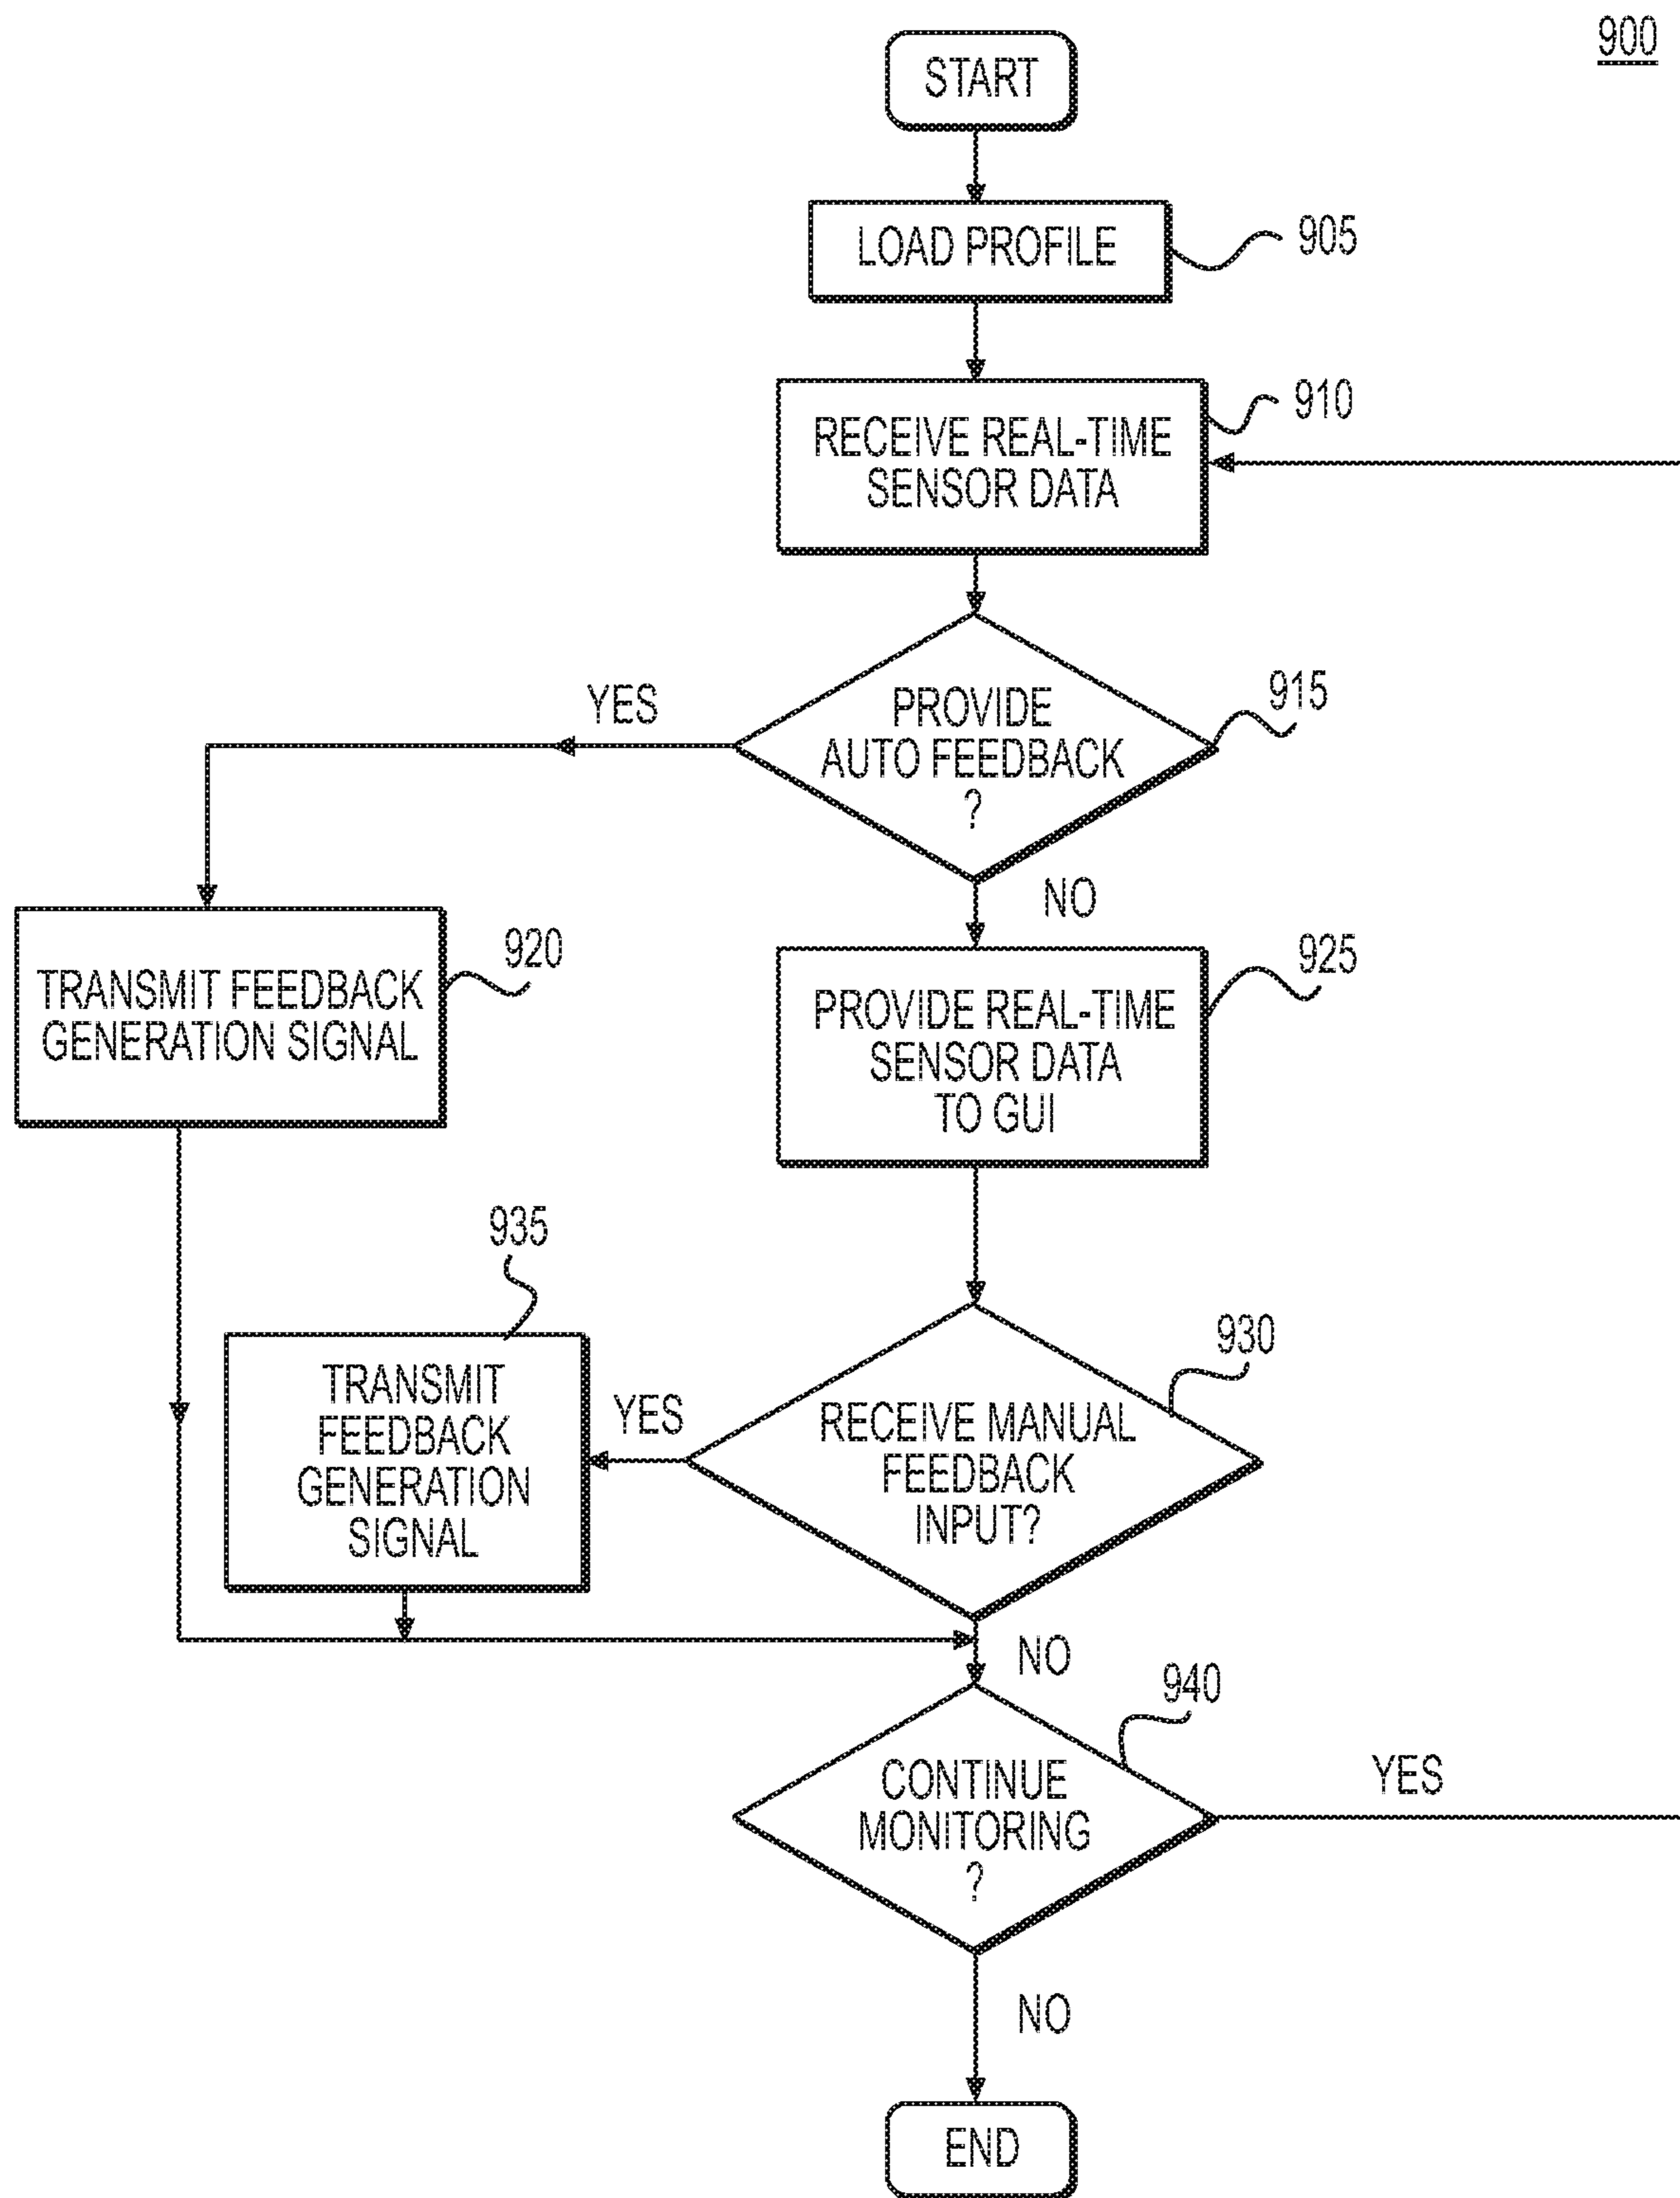 900
START
LOAD PROFILE
905
910
RECEIVE REAL-TIME
SENSOR DATA
915
PROVIDE
AUTO FEEDBACK
?
YES
NO
920
TRANSMIT FEEDBACK
GENERATION SIGNAL
925
PROVIDE REAL-TIME
SENSOR DATA
TO GUI
935
TRANSMIT
FEEDBACK
GENERATION
SIGNAL
YES
930
RECEIVE MANUAL
FEEDBACK
INPUT?
NO
940
CONTINUE
MONITORING
?
YES
NO
END